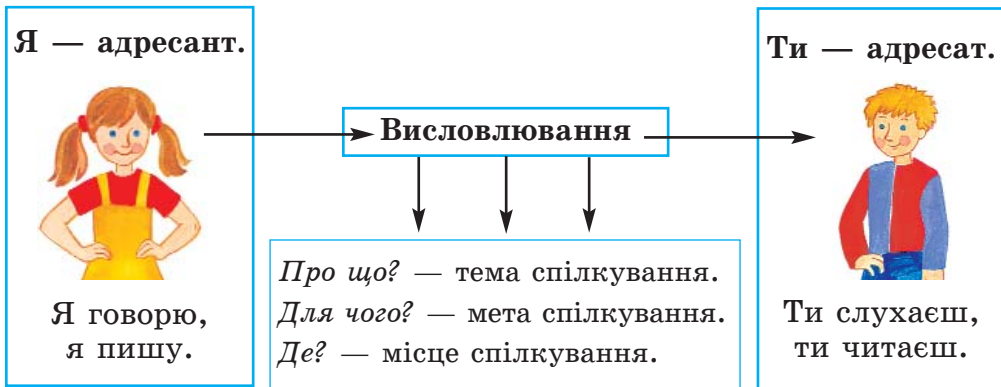 Я — адресант.
Я говорю,
я пишу.
Висловлювання
Про що? — тема спілкування.
Для чого? — мета спілкування.
Де? — місце спілкування.
Ти — адресат.
Ти слухаєш,
ти читаєш.